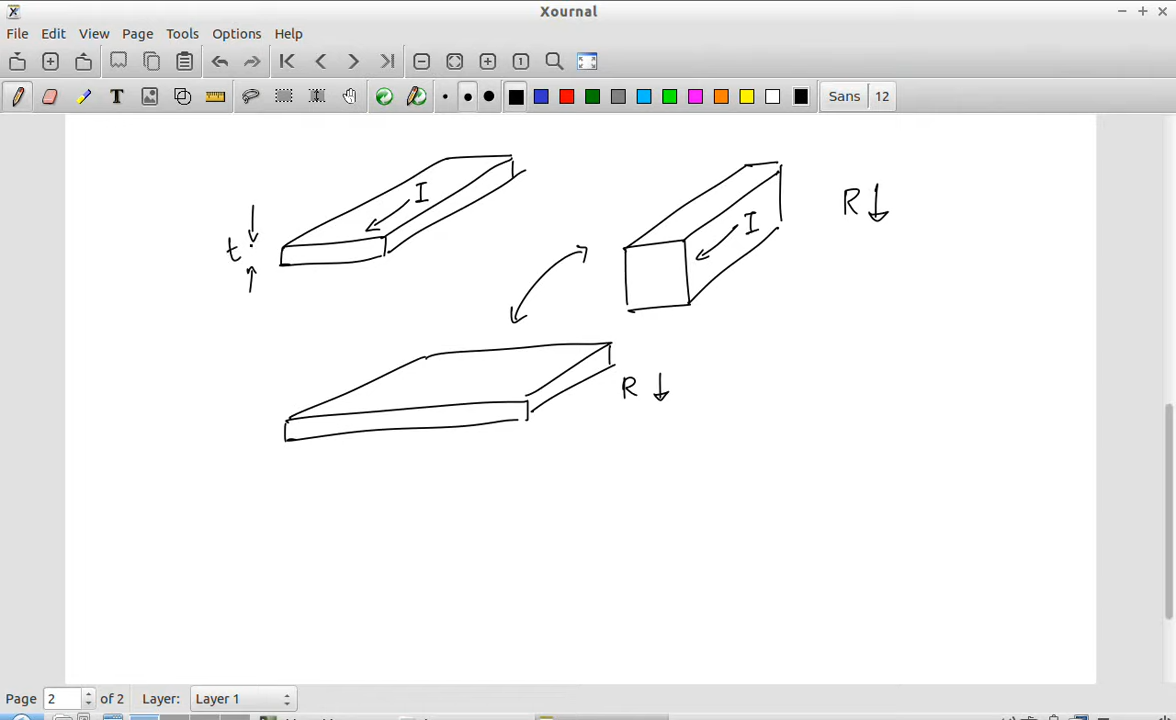 Xournal
File Edit View Page Tools Options Help
T Sans 12
I
t
I
R↓
R ↓
Page 2 of 2 Layer: Layer 1